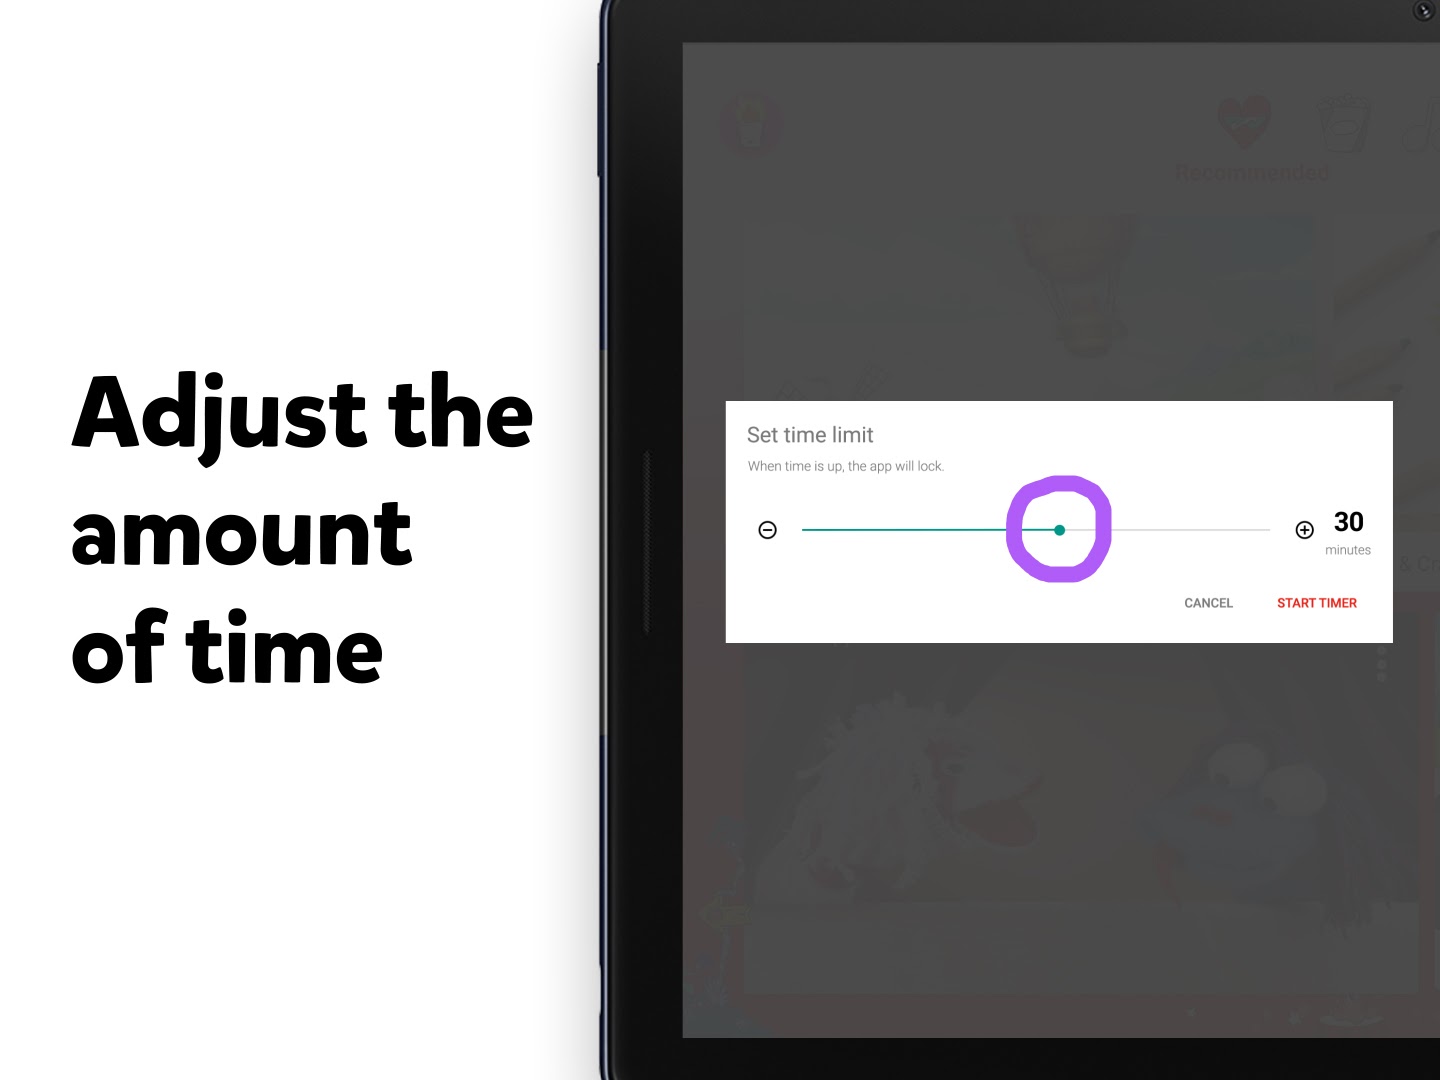 Adjust the
amount
of time
Recommended
Set time limit
When time is up, the app will lock.
30
minutes
CANCEL
START TIMER